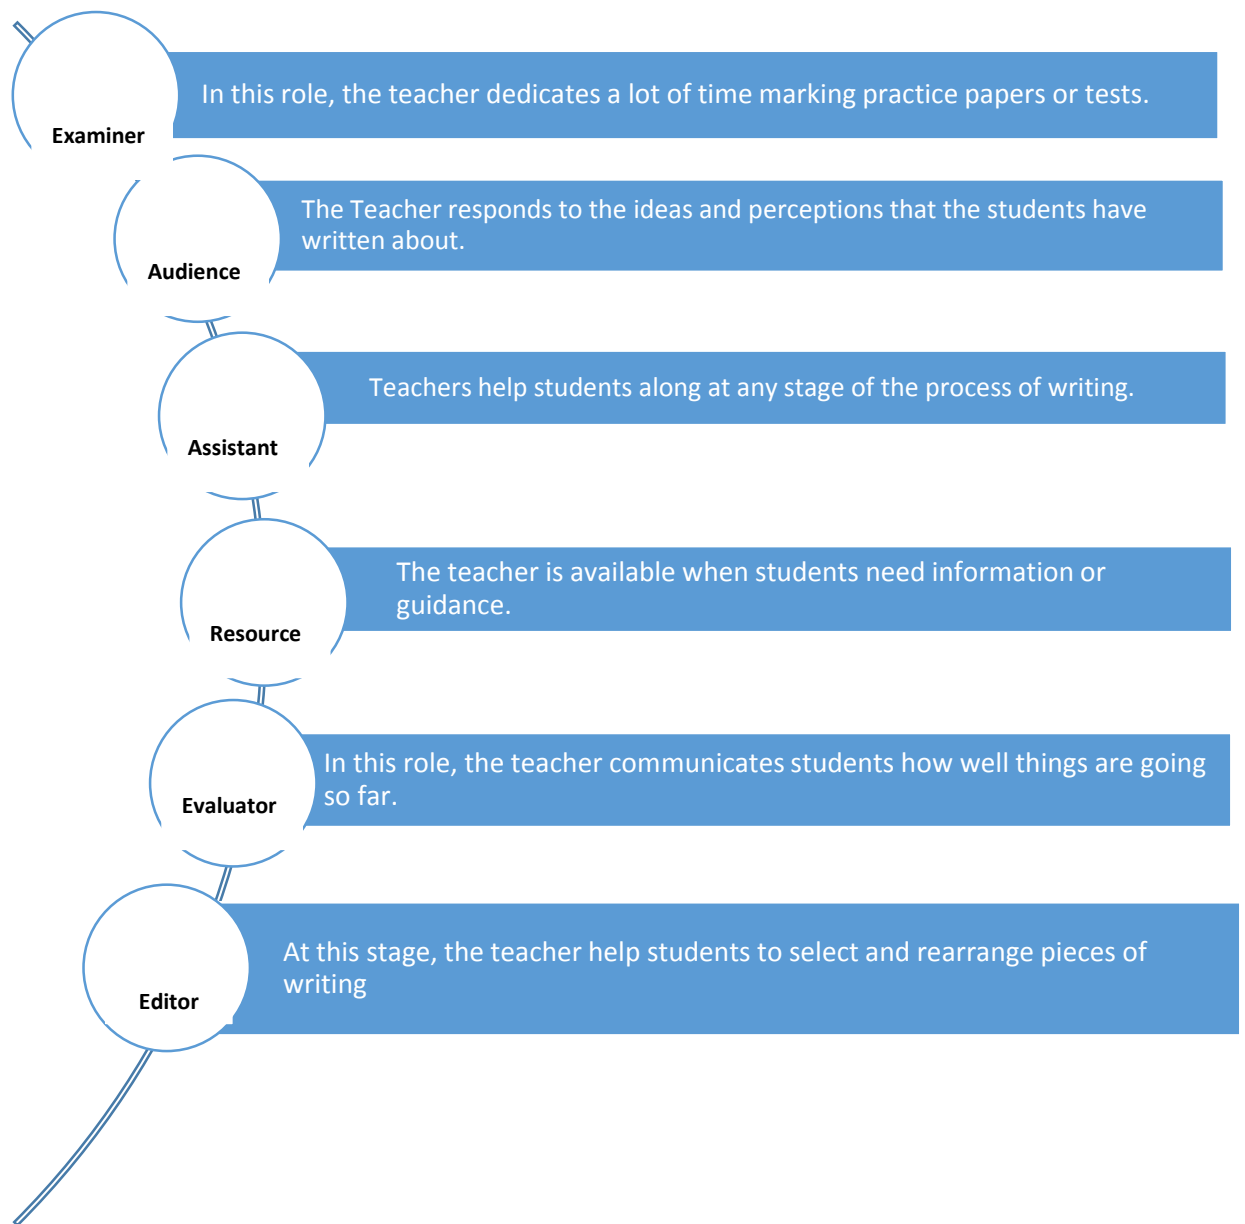 Examiner
In this role, the teacher dedicates a lot of time marking practice papers or tests.
Audience
The Teacher responds to the ideas and perceptions that the students have
written about.
Assistant
Teachers help students along at any stage of the process of writing.
Resource
The teacher is available when students need information or
guidance.
Evaluator
In this role, the teacher communicates students how well things are going
so far.
Editor
At this stage, the teacher help students to select and rearrange pieces of
writing